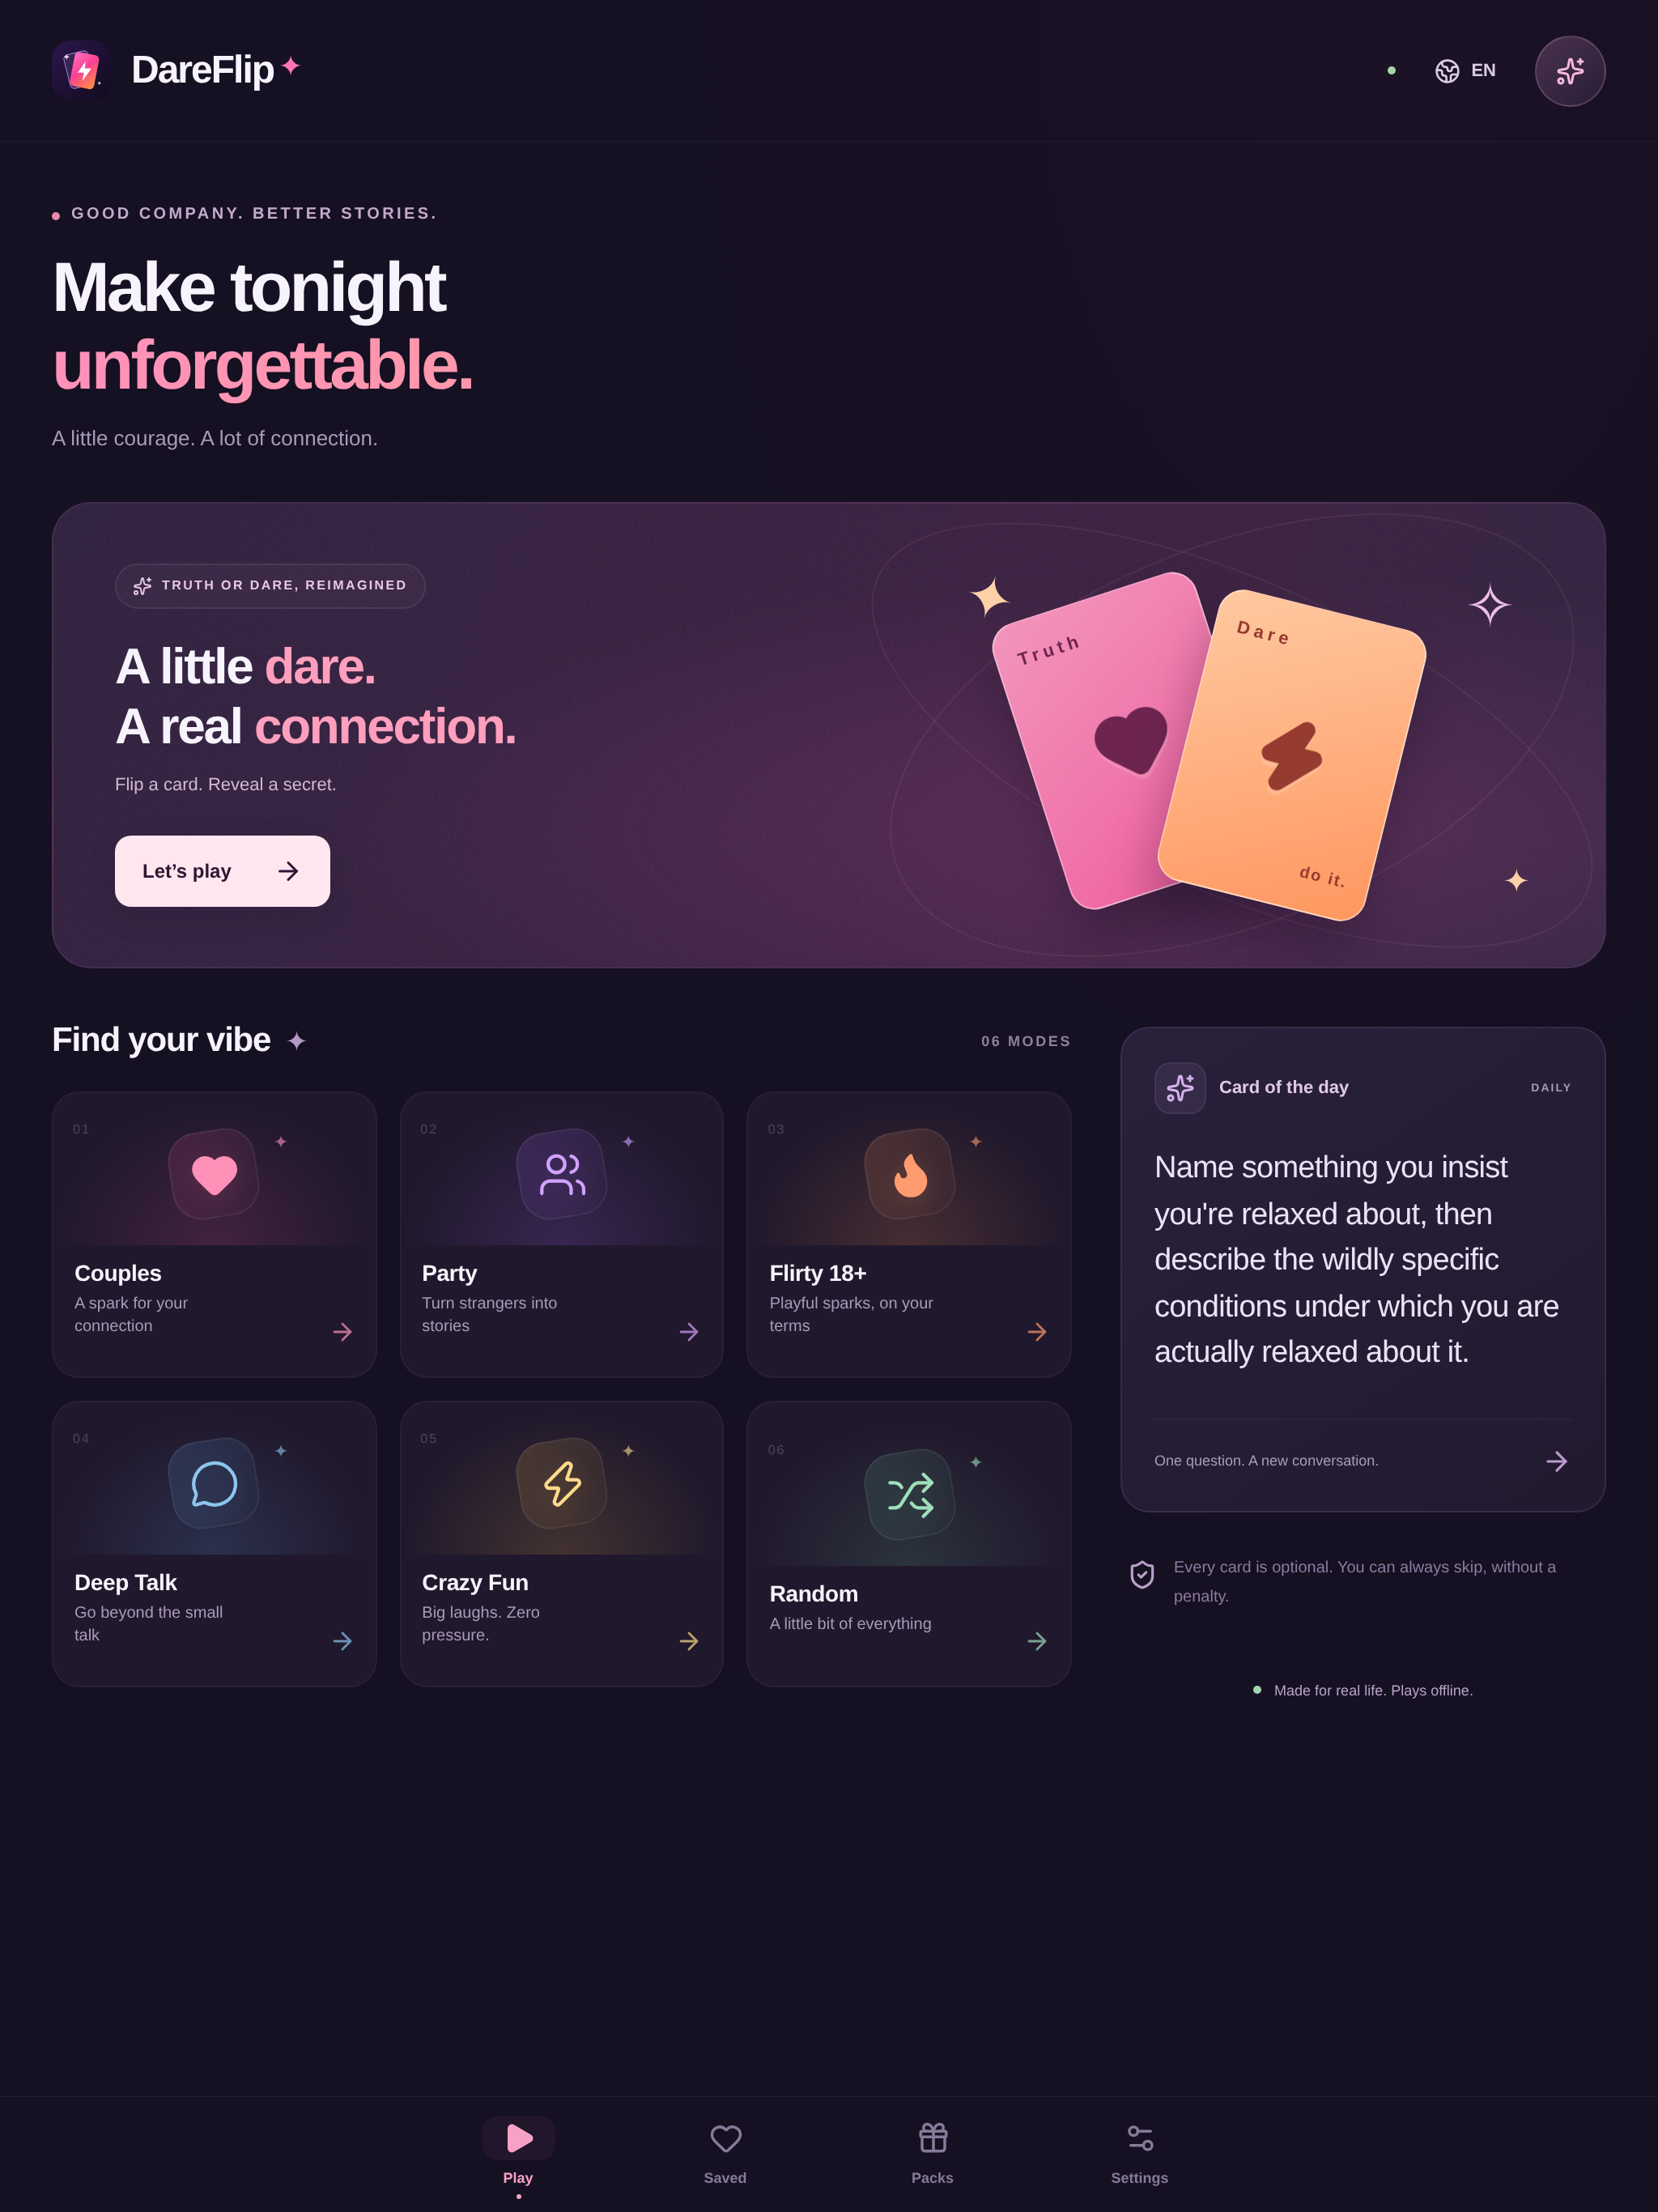 DareFlip
EN
GOOD COMPANY. BETTER STORIES.
Make tonight
unforgettable.
A little courage. A lot of connection.
TRUTH OR DARE, REIMAGINED
A little dare.
A real connection.
Flip a card. Reveal a secret.
Let’s play
Truth
Dare
do it.
Find your vibe
06 MODES
01
Couples
A spark for your
connection
02
Party
Turn strangers into
stories
03
Flirty 18+
Playful sparks, on your
terms
04
Deep Talk
Go beyond the small
talk
05
Crazy Fun
Big laughs. Zero
pressure.
06
Random
A little bit of everything
Card of the day
DAILY
Name something you insist
you're relaxed about, then
describe the wildly specific
conditions under which you are
actually relaxed about it.
One question. A new conversation.
Every card is optional. You can always skip, without a
penalty.
Made for real life. Plays offline.
Play
Saved
Packs
Settings